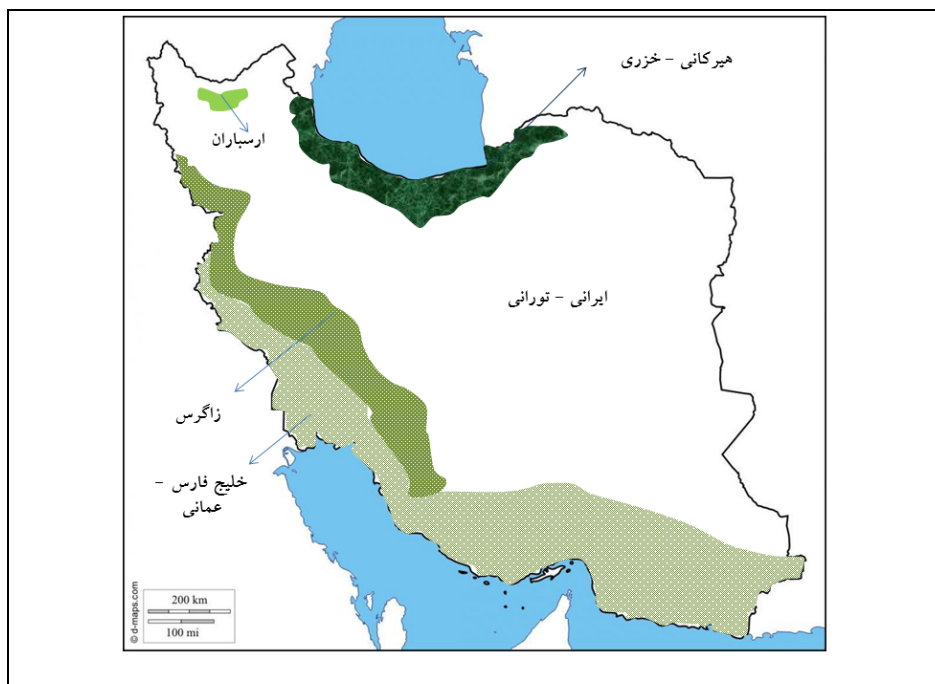 هیرکانی - خزری
ارسباران
ایرانی - تورانی
زاگرس
خلیج فارس -
عمانی
200 km
100 mi
© d-maps.com